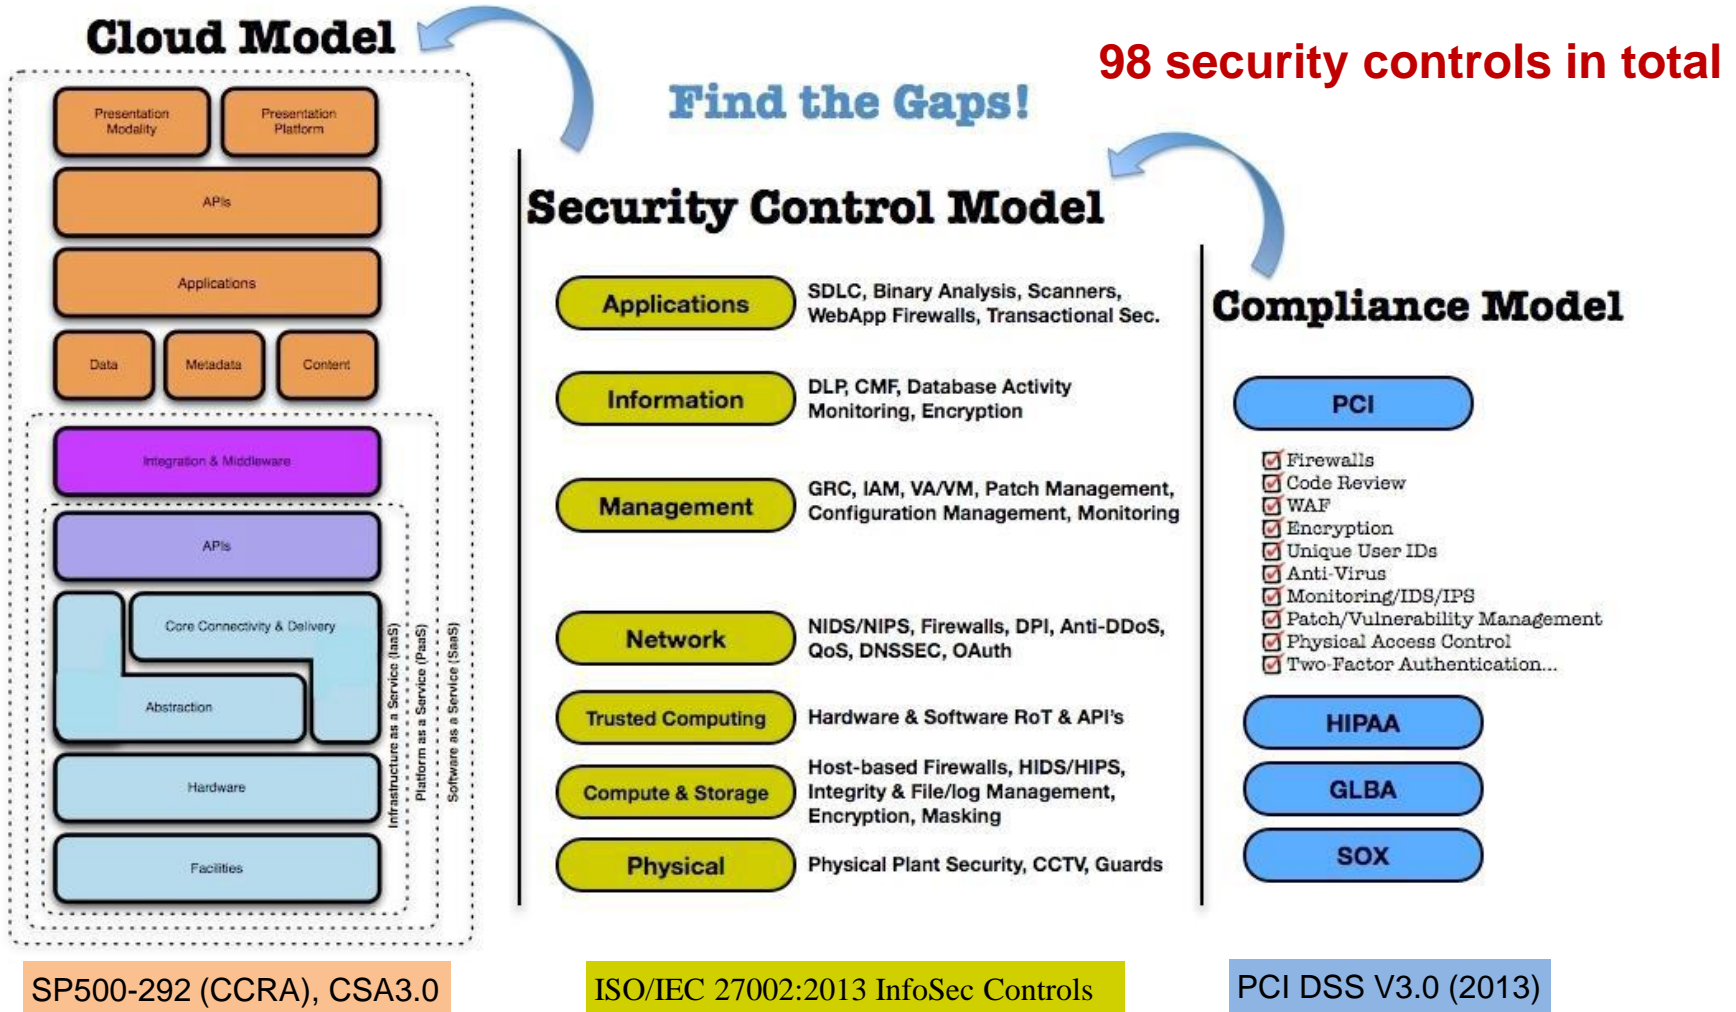 Cloud Model
98 security controls in total
Find the Gaps!
Presentation
Modality
Presentation
Platform
APIs
Applications
Data
Metadata
Content
Integration & Middleware
APIs
Core Connectivity & Delivery
Abstraction
Hardware
Facilities
Infrastructure as a Service (IaaS)
Platform as a Service (PaaS)
Software as a Service (SaaS)
Security Control Model
Applications
SDLC, Binary Analysis, Scanners,
WebApp Firewalls, Transactional Sec.
Information
DLP, CMF, Database Activity
Monitoring, Encryption
Management
GRC, IAM, VA/VM, Patch Management,
Configuration Management, Monitoring
Network
NIDS/NIPS, Firewalls, DPI, Anti-DDoS,
QoS, DNSSEC, OAuth
Trusted Computing
Hardware & Software RoT & API's
Compute & Storage
Host-based Firewalls, HIDS/HIPS,
Integrity & File/log Management,
Encryption, Masking
Physical
Physical Plant Security, CCTV, Guards
Compliance Model
PCI
Firewalls
Code Review
WAF
Encryption
Unique User IDs
Anti-Virus
Monitoring/IDS/IPS
Patch/Vulnerability Management
Physical Access Control
Two-Factor Authentication...
HIPAA
GLBA
SOX
SP500-292 (CCRA), CSA3.0
ISO/IEC 27002:2013 InfoSec Controls
PCI DSS V3.0 (2013)